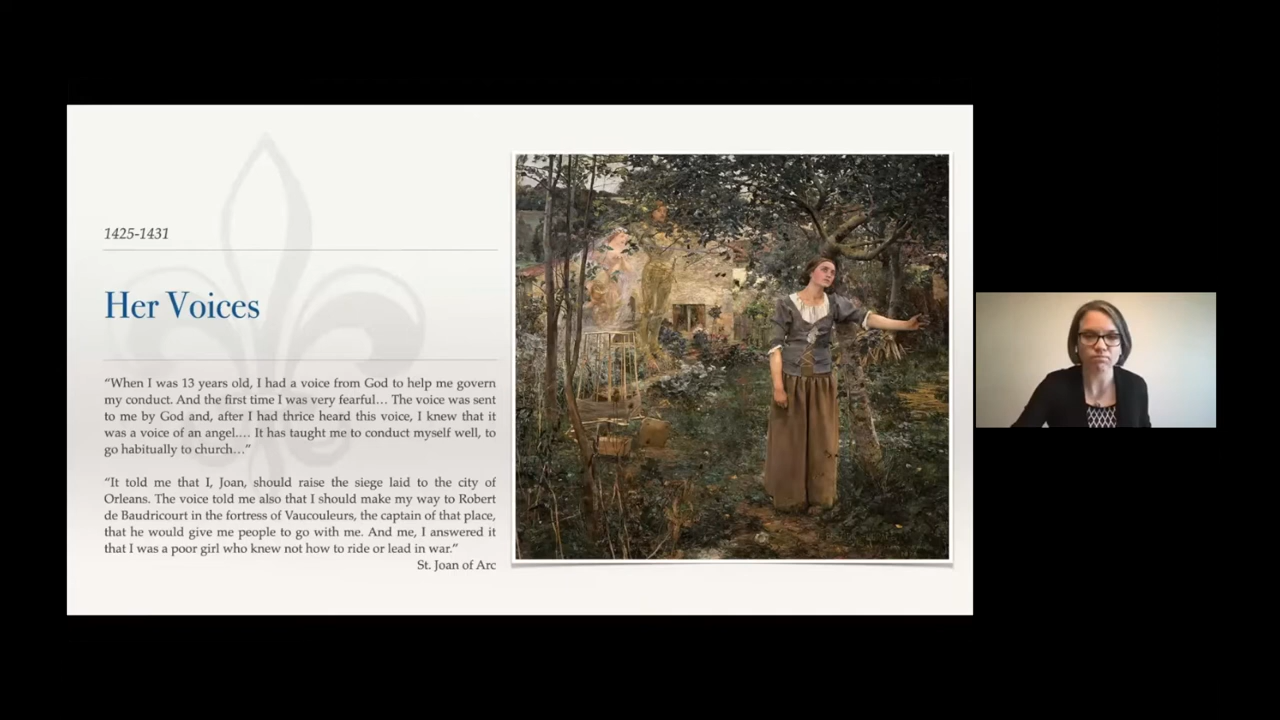 1425-1431
Her Voices
“When I was 13 years old, I had a voice from God to help me govern
my conduct. And the first time I was very fearful… The voice was sent
to me by God and, after I had thrice heard this voice, I knew that it
was a voice of an angel.… It has taught me to conduct myself well, to
go habitually to church…”
“It told me that I, Joan, should raise the siege laid to the city of
Orleans. The voice told me also that I should make my way to Robert
de Baudricourt in the fortress of Vaucouleurs, the captain of that place,
that he would give me people to go with me. And me, I answered it
that I was a poor girl who knew not how to ride or lead in war.”
St. Joan of Arc